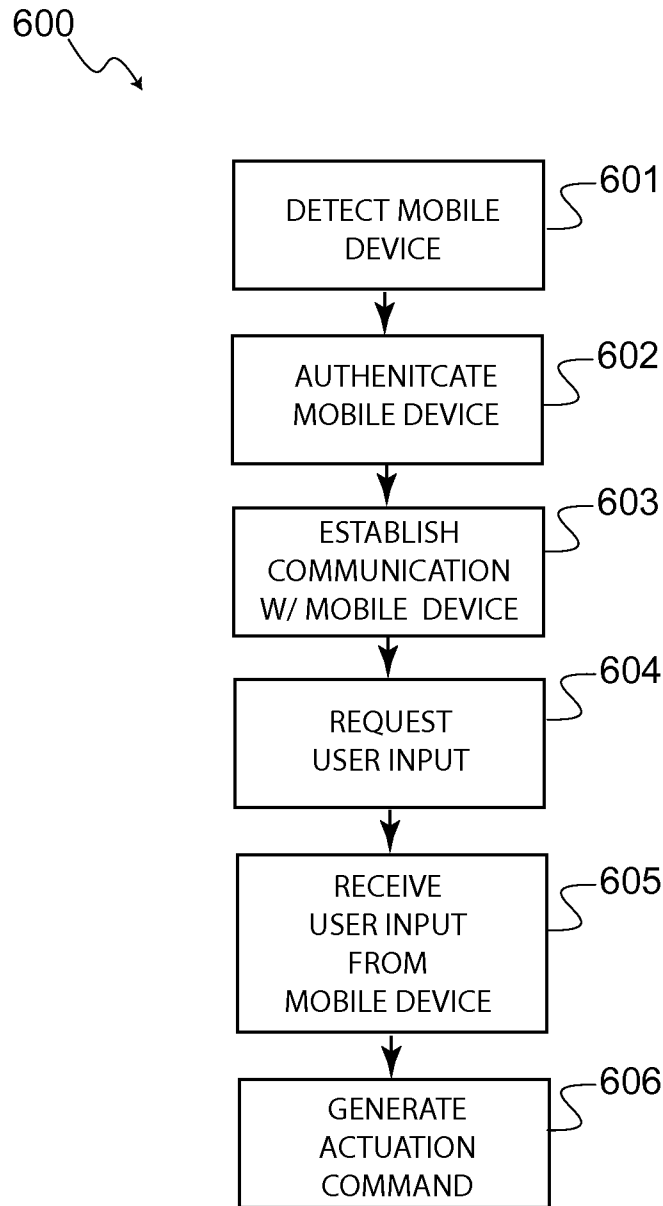 600
DETECT MOBILE
DEVICE
601
AUTHENITCATE
MOBILE DEVICE
602
ESTABLISH
COMMUNICATION
W/ MOBILE DEVICE
603
REQUEST
USER INPUT
604
RECEIVE
USER INPUT
FROM
MOBILE DEVICE
605
GENERATE
ACTUATION
COMMAND
606